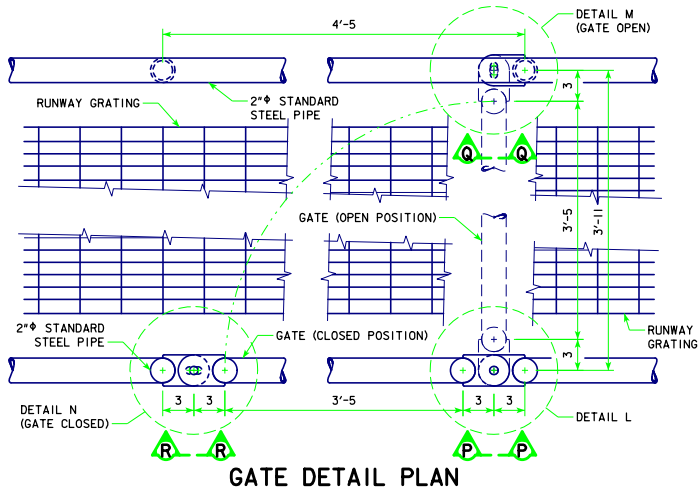 4'-5
DETAIL M
(GATE OPEN)
2"Φ STANDARD
STEEL PIPE
RUNWAY GRATING
3
Q Q
GATE (OPEN POSITION)
3'-5
3'-11
2"Φ STANDARD
STEEL PIPE
GATE (CLOSED POSITION)
RUNWAY
GRATING
3
DETAIL N
(GATE CLOSED)
3 3 3'-5 3 3
DETAIL L
R R P P
GATE DETAIL PLAN